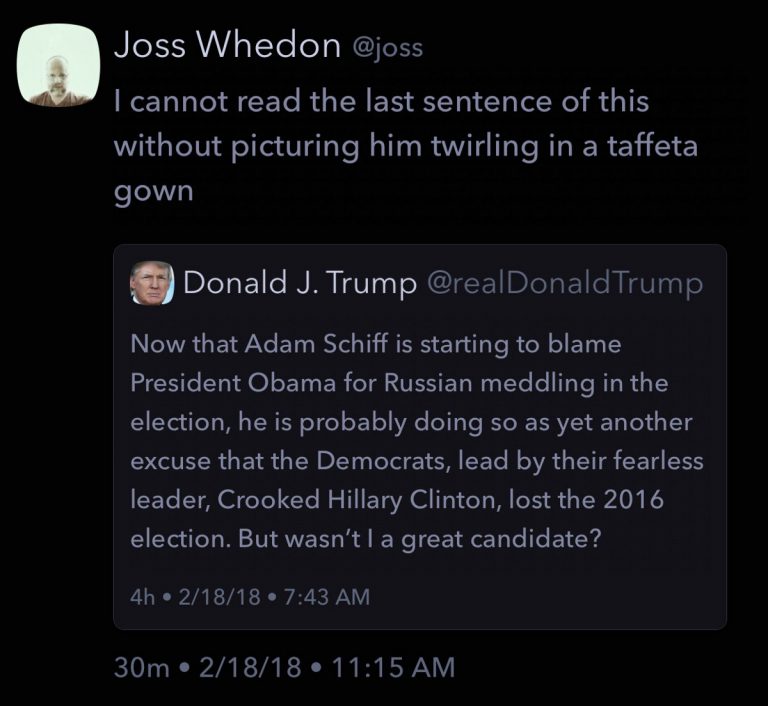 Joss Whedon @joss
I cannot read the last sentence of this
without picturing him twirling in a taffeta
gown
Donald J. Trump @realDonaldTrump
Now that Adam Schiff is starting to blame
President Obama for Russian meddling in the
election, he is probably doing so as yet another
excuse that the Democrats, lead by their fearless
leader, Crooked Hillary Clinton, lost the 2016
election. But wasn’t I a great candidate?
4h • 2/18/18 • 7:43 AM
30m • 2/18/18 • 11:15 AM